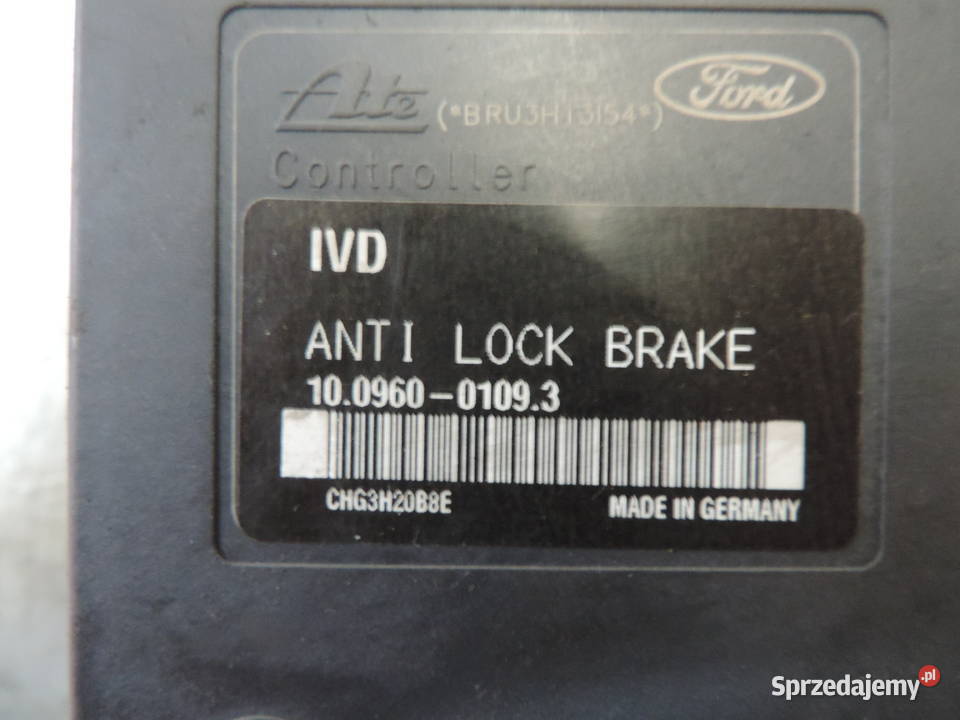 Ate (*BRU3H13I54*) Ford
Controller
IVD
ANTI LOCK BRAKE
10.0960-0109.3
CHG3H20B8E MADE IN GERMANY
Sprzedajemy.pl